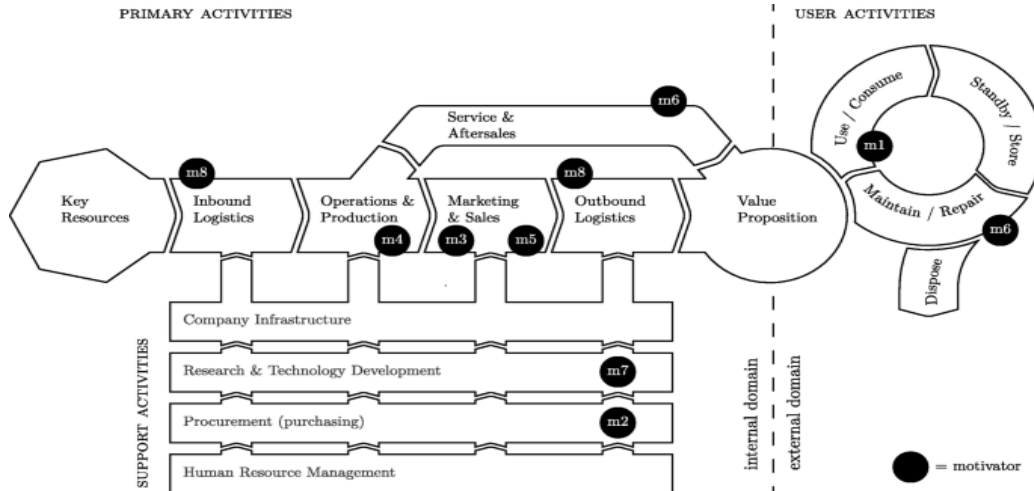 PRIMARY ACTIVITIES
USER ACTIVITIES
m6
Service &
Aftersales
Use / Consume
Standby / Store
m1
Maintain / Repair
m6
Dispose
Key
Resources
m8
Inbound
Logistics
Operations &
Production
m4
Marketing
& Sales
m3
m5
m8
Outbound
Logistics
Value
Proposition
SUPPORT ACTIVITIES
Company Infrastructure
Research & Technology Development
m7
Procurement (purchasing)
m2
Human Resource Management
internal domain
external domain
= motivator